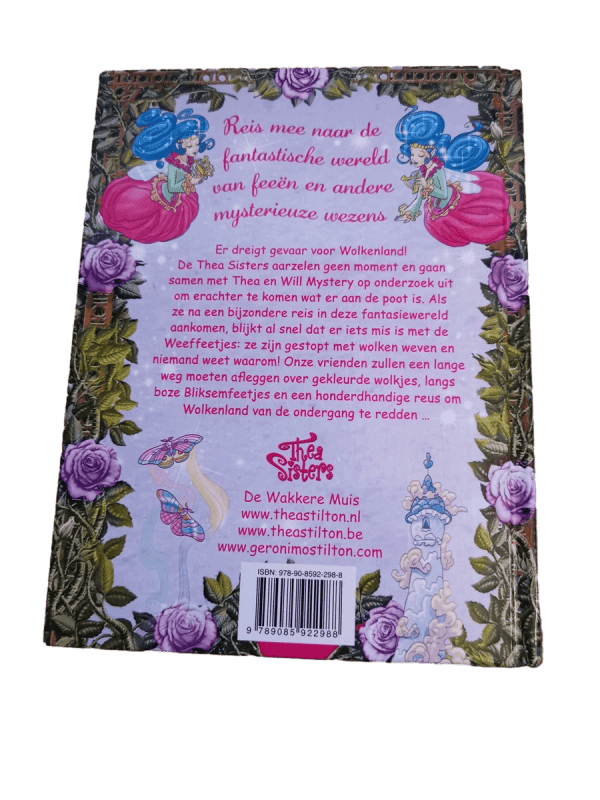 Reis mee naar de
fantastische wereld
van feeën en andere
mysterieuze wezens
Er dreigt gevaar voor Wolkenland!
De Thea Sisters aarzelen geen moment en gaan
samen met Thea en Will Mystery op onderzoek uit
om erachter te komen wat er aan de poot is. Als
ze na een bijzondere reis in deze fantasiewereld
aankomen, blijkt al snel dat er iets mis is met de
Weeffeetjes: ze zijn gestopt met wolken weven en
niemand weet waarom! Onze vrienden zullen een lange
weg moeten afleggen over gekleurde wolkjes, langs
boze Bliksemfeetjes en een honderdhandige reus om
Wolkenland van de ondergang te redden ...
Thea
Sisters
De Wakkere Muis
www.theastilton.nl
www.theastilton.be
www.geronimostilton.com
ISBN: 978-90-8592-298-8
9 789085 922988